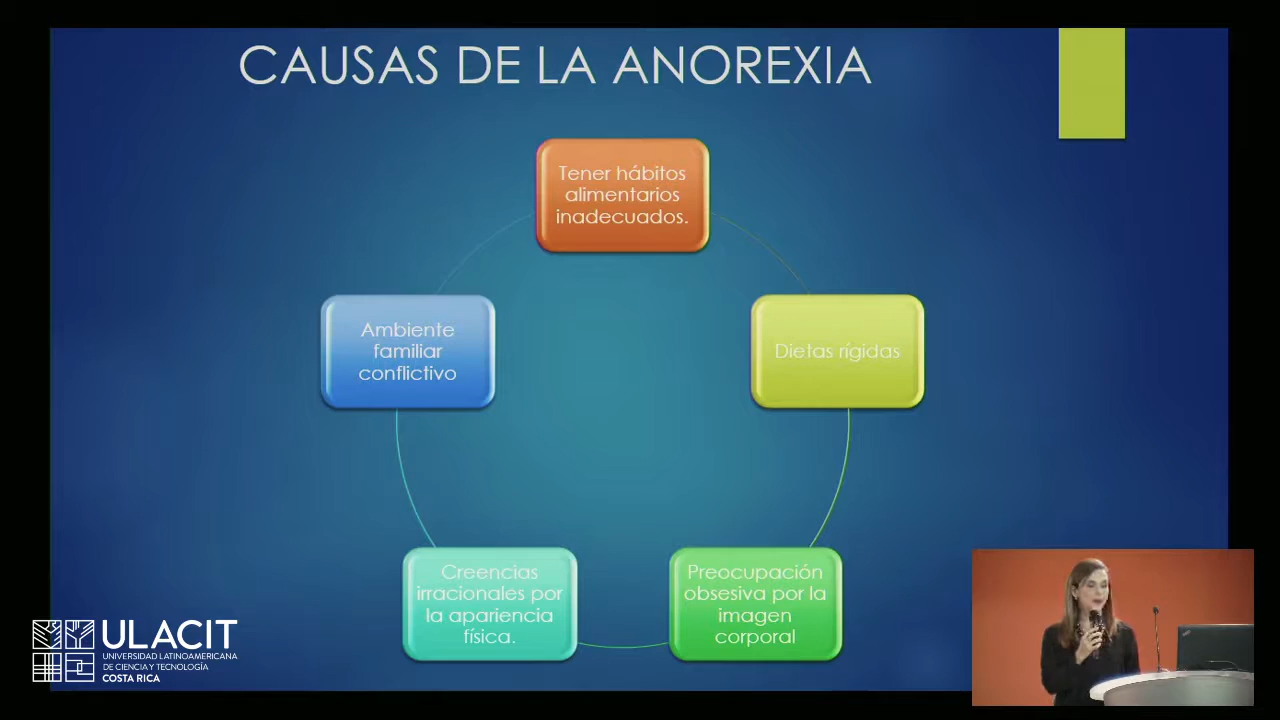 CAUSAS DE LA ANOREXIA
Tener hábitos
alimentarios
inadecuados.
Dietas rígidas
Preocupación
obsesiva por la
imagen
corporal
Creencias
irracionales por
la apariencia
física.
Ambiente
familiar
conflictivo
ULACIT
UNIVERSIDAD LATINOAMERICANA
DE CIENCIA Y TECNOLOGÍA
COSTA RICA